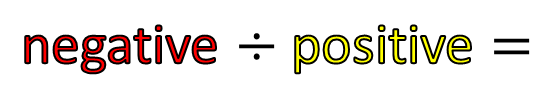 negative ÷ positive =